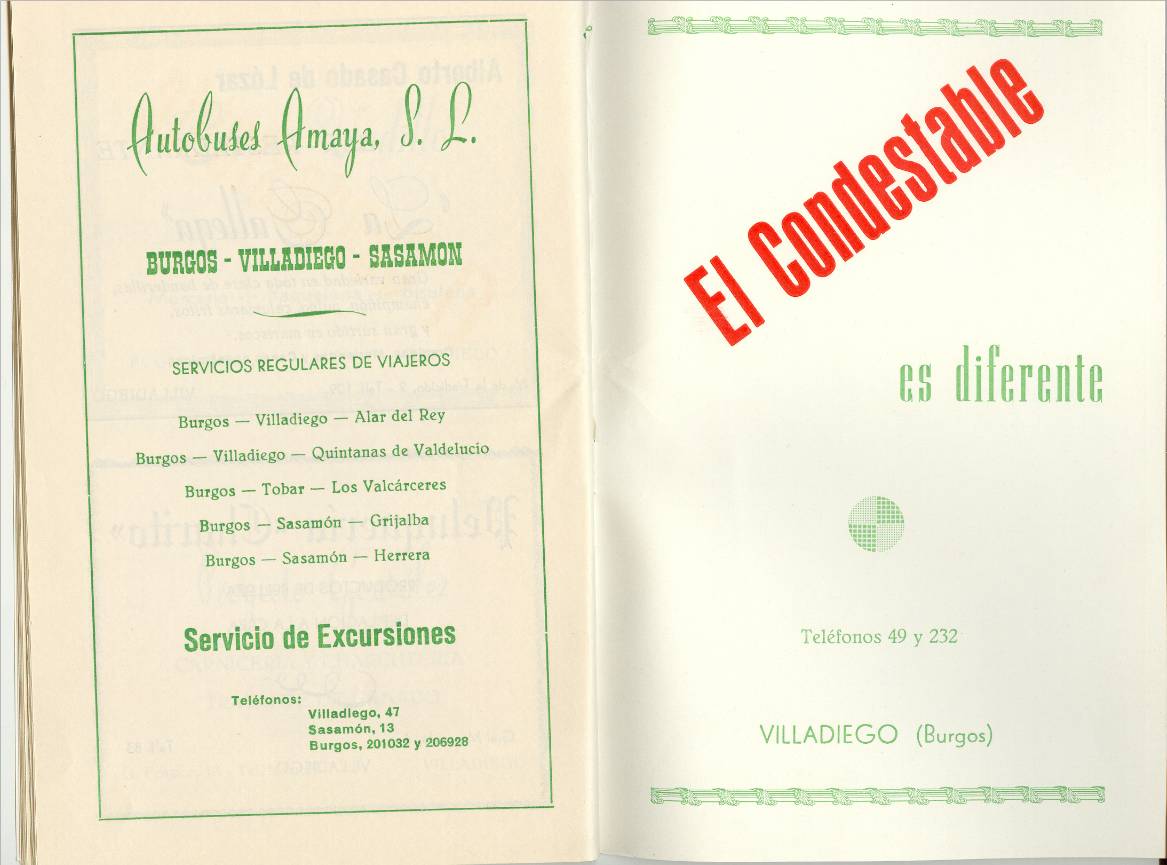 Autobuses Amaya, S. L.
BURGOS - VILLADIEGO - SASAMON
SERVICIOS REGULARES DE VIAJEROS
Burgos — Villadiego — Alar del Rey
Burgos — Villadiego — Quintanas de Valdelucio
Burgos — Tobar — Los Valcárceres
Burgos — Sasamón — Grijalba
Burgos — Sasamón — Herrera
Servicio de Excursiones
Teléfonos:
Villadiego, 47
Sasamón, 13
Burgos, 201032 y 206928
El Condestable
es diferente
Teléfonos 49 y 232
VILLADIEGO (Burgos)